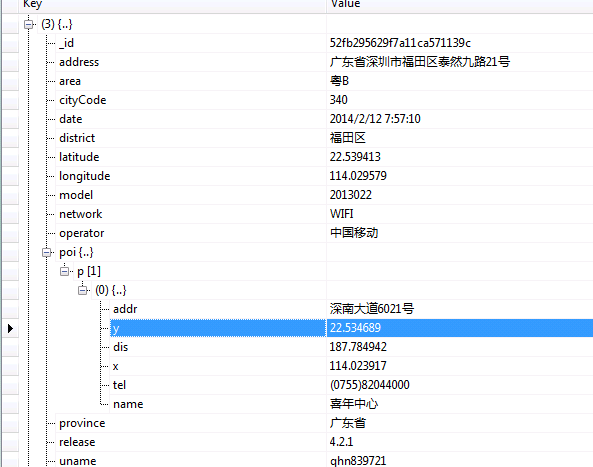 Key Value
(3) {..}
_id 52fb295629f7a11ca571139c
address 广东省深圳市福田区泰然九路21号
area 粤B
cityCode 340
date 2014/2/12 7:57:10
district 福田区
latitude 22.539413
longitude 114.029579
model 2013022
network WIFI
operator 中国移动
poi {..}
p [1]
(0) {..}
addr 深南大道6021号
y 22.534689
dis 187.784942
x 114.023917
tel (0755)82044000
name 喜年中心
province 广东省
release 4.2.1
uname qhn839721